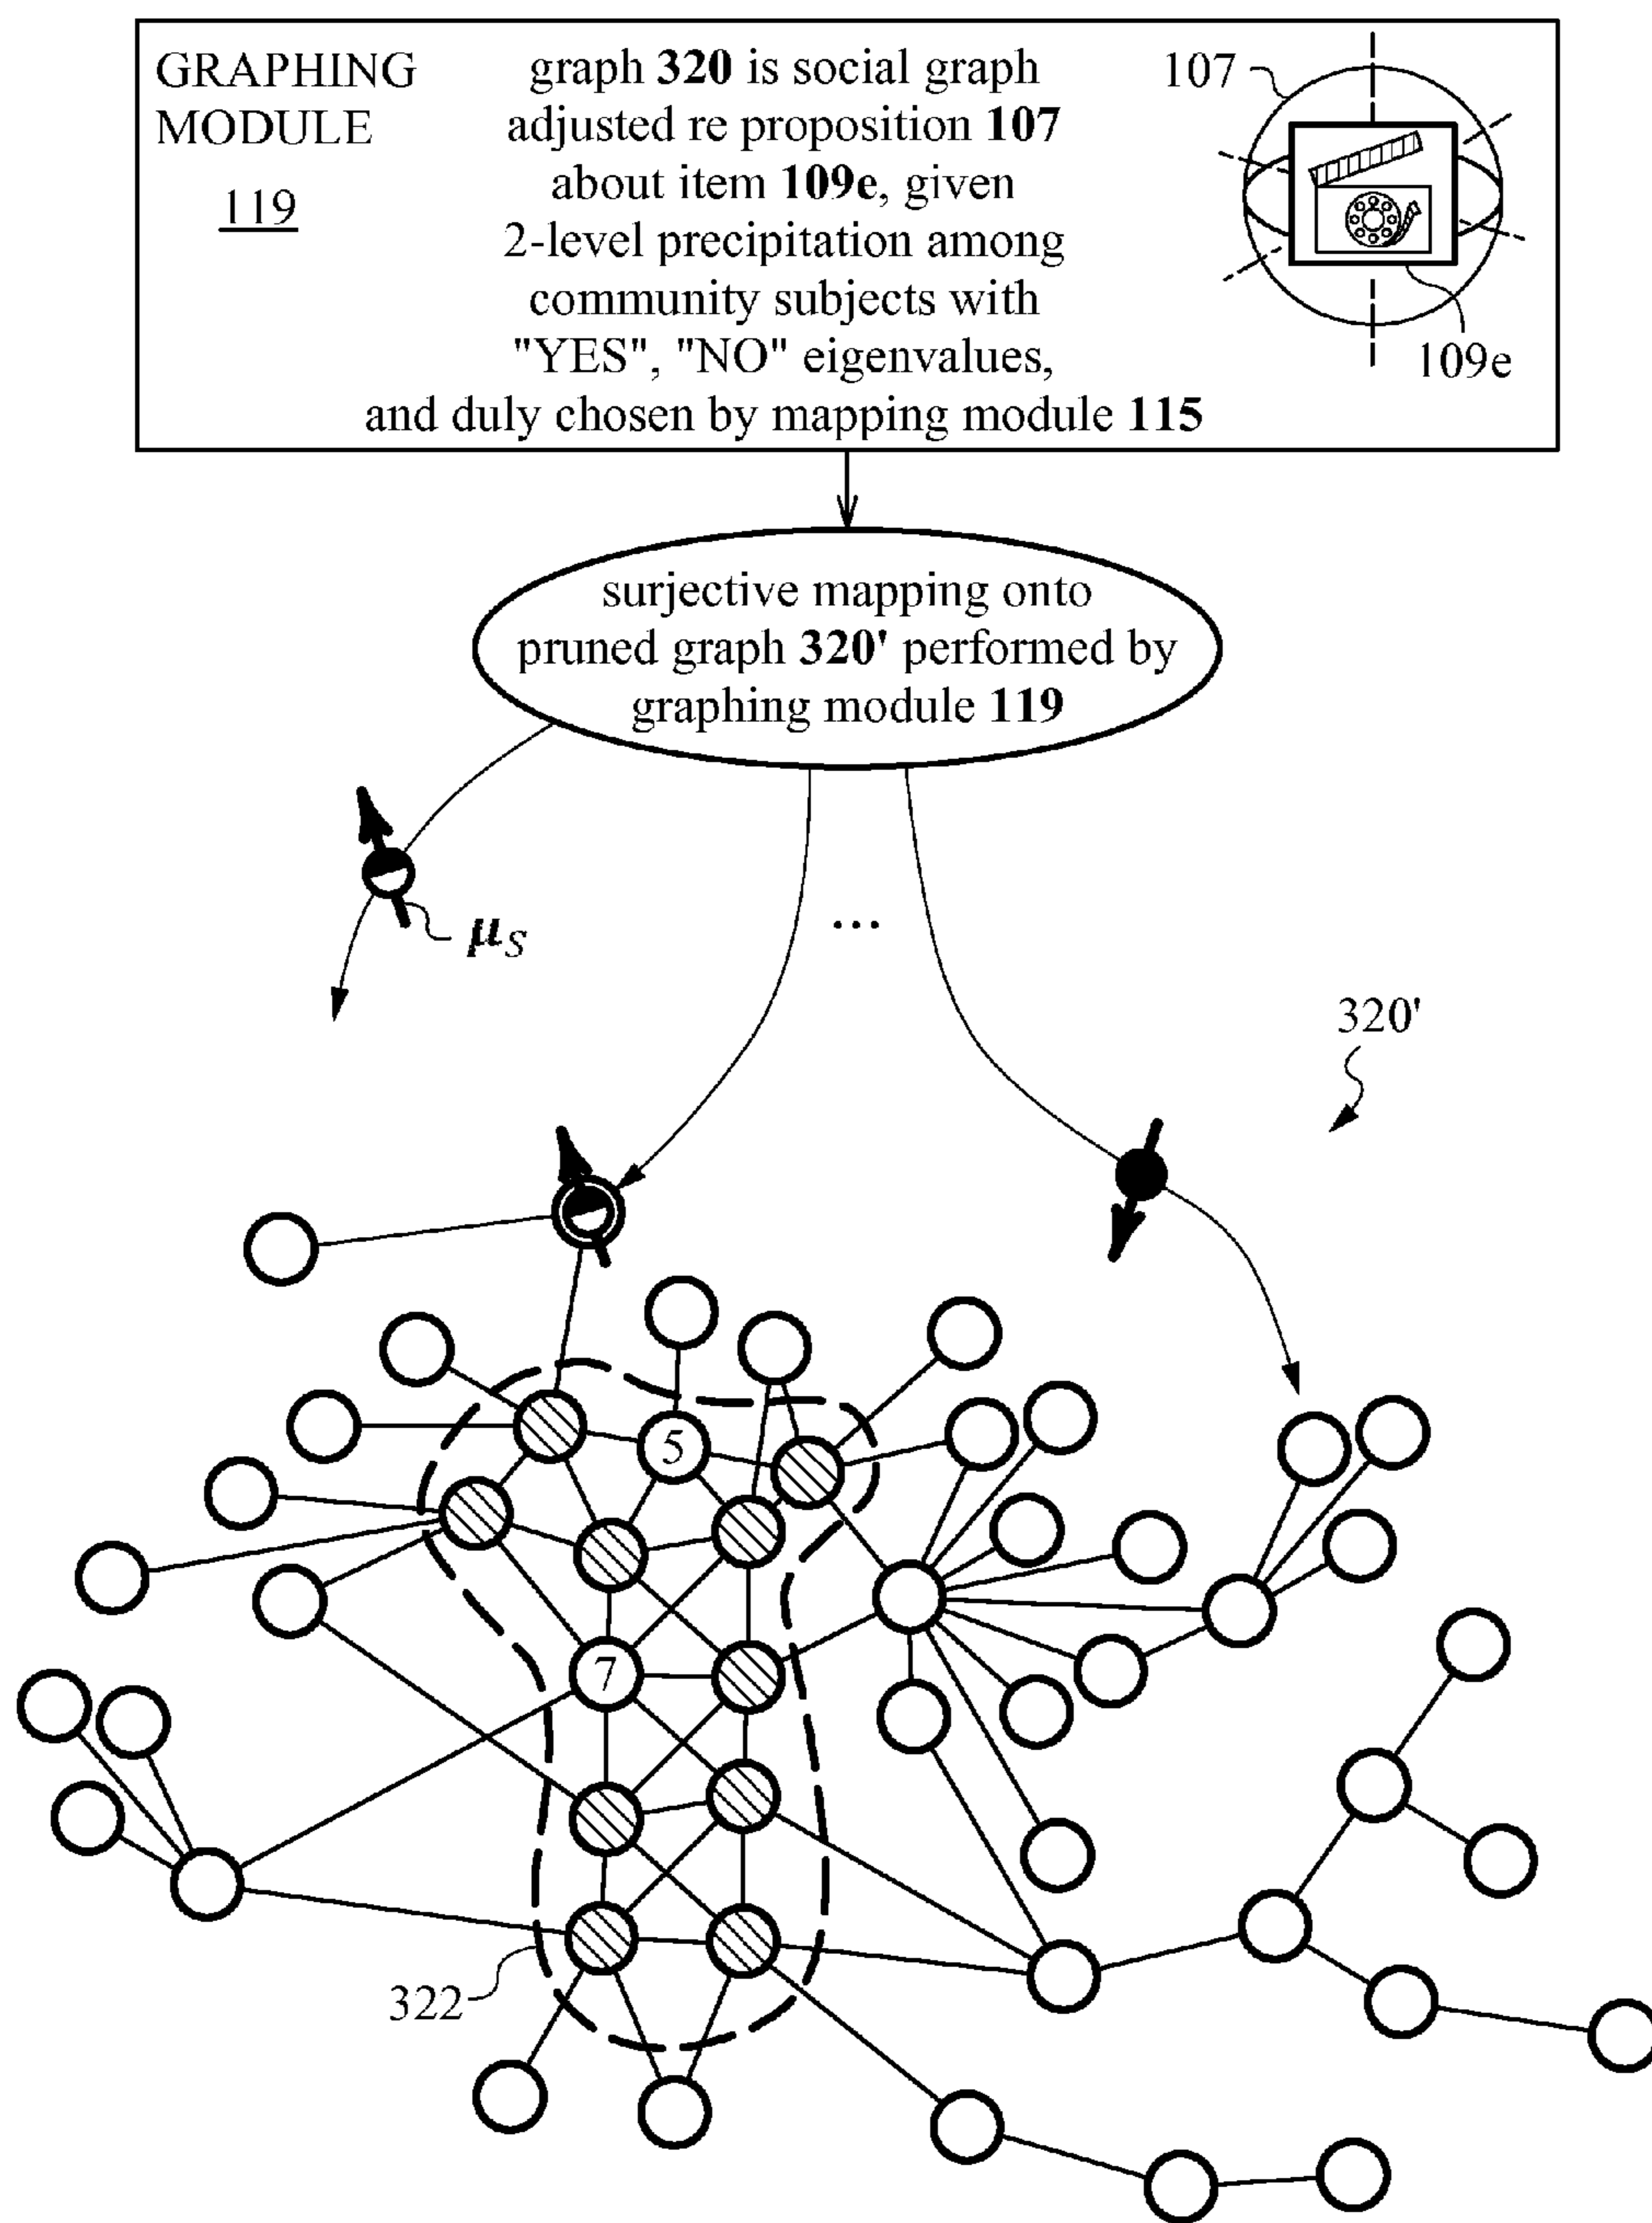 GRAPHING
MODULE
119
graph 320 is social graph
adjusted re proposition 107
about item 109e, given
2-level precipitation among
community subjects with
"YES", "NO" eigenvalues,
and duly chosen by mapping module 115
107
109e
surjective mapping onto
pruned graph 320' performed by
graphing module 119
μS
...
320'
5
7
322